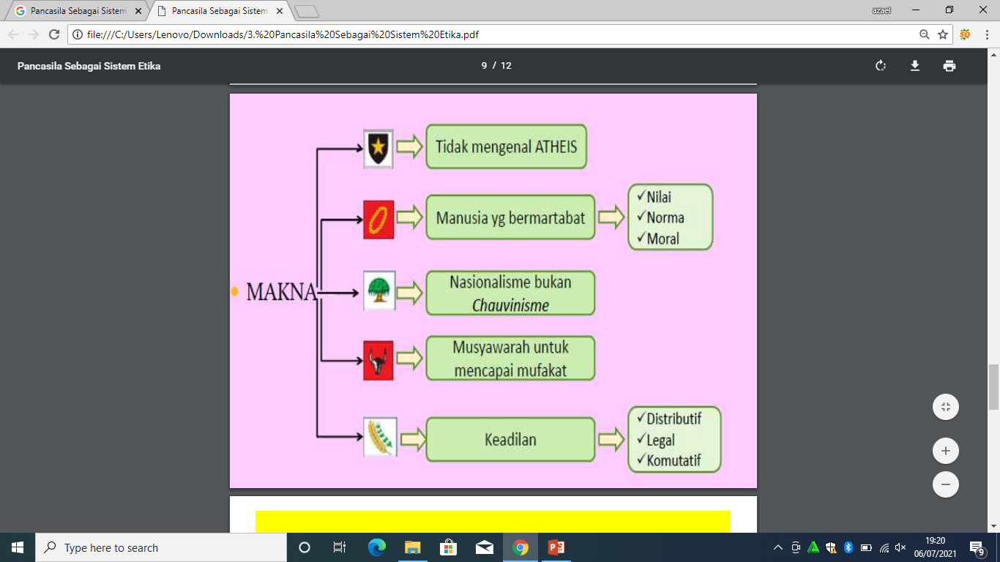 Pancasila Sebagai Sistem
Pancasila Sebagai Sistem
azael
file:///C:/Users/Lenovo/Downloads/3.%20Pancasila%20Sebagai%20Sistem%20Etika.pdf
Pancasila Sebagai Sistem Etika
9 / 12
Tidak mengenal ATHEIS
Manusia yg bermartabat
✓Nilai
✓Norma
✓Moral
• MAKNA
Nasionalisme bukan
Chauvinisme
Musyawarah untuk
mencapai mufakat
Keadilan
✓Distributif
✓Legal
✓Komutatif
Type here to search
19:20
06/07/2021
9